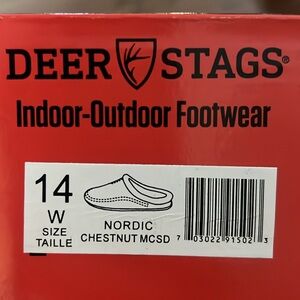 DEER STAGS®
Indoor-Outdoor Footwear
14
W
SIZE
TAILLE
NORDIC
CHESTNUT MCSD
7 03022 91502 3